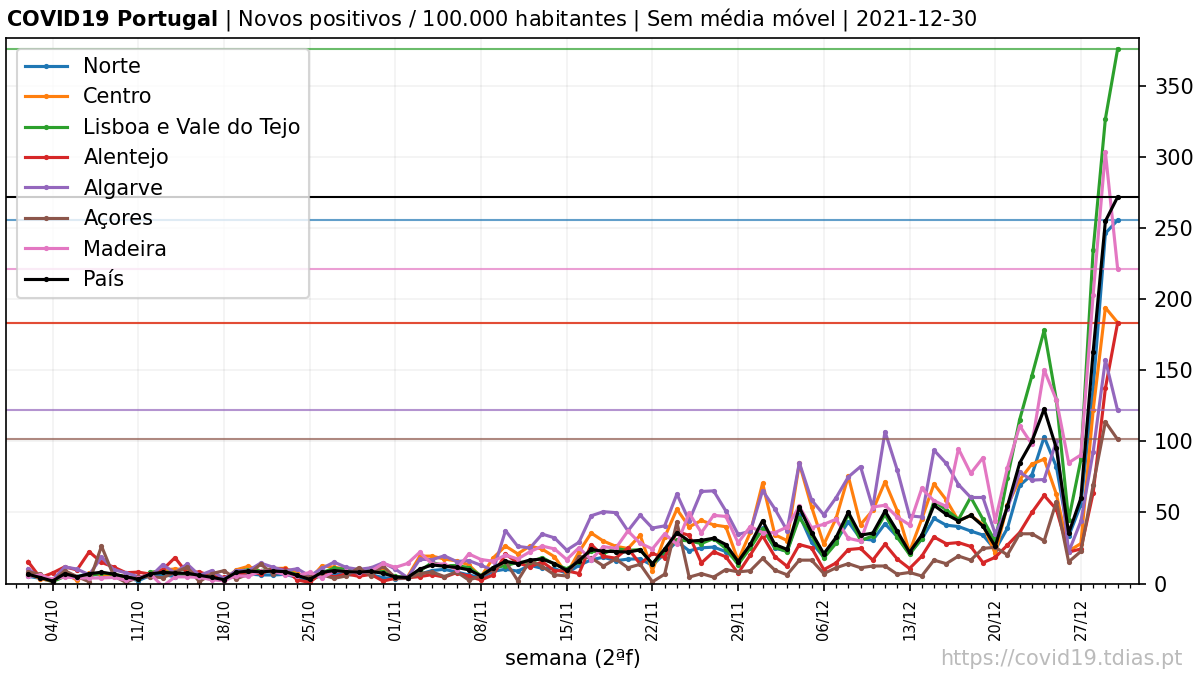 COVID19 Portugal | Novos positivos / 100.000 habitantes | Sem média móvel | 2021-12-30
Norte
Centro
Lisboa e Vale do Tejo
Alentejo
Algarve
Açores
Madeira
País
350
300
250
200
150
100
50
0
04/10
11/10
18/10
25/10
01/11
08/11
15/11
22/11
29/11
06/12
13/12
20/12
27/12
semana (2ªf)
https://covid19.tdias.pt